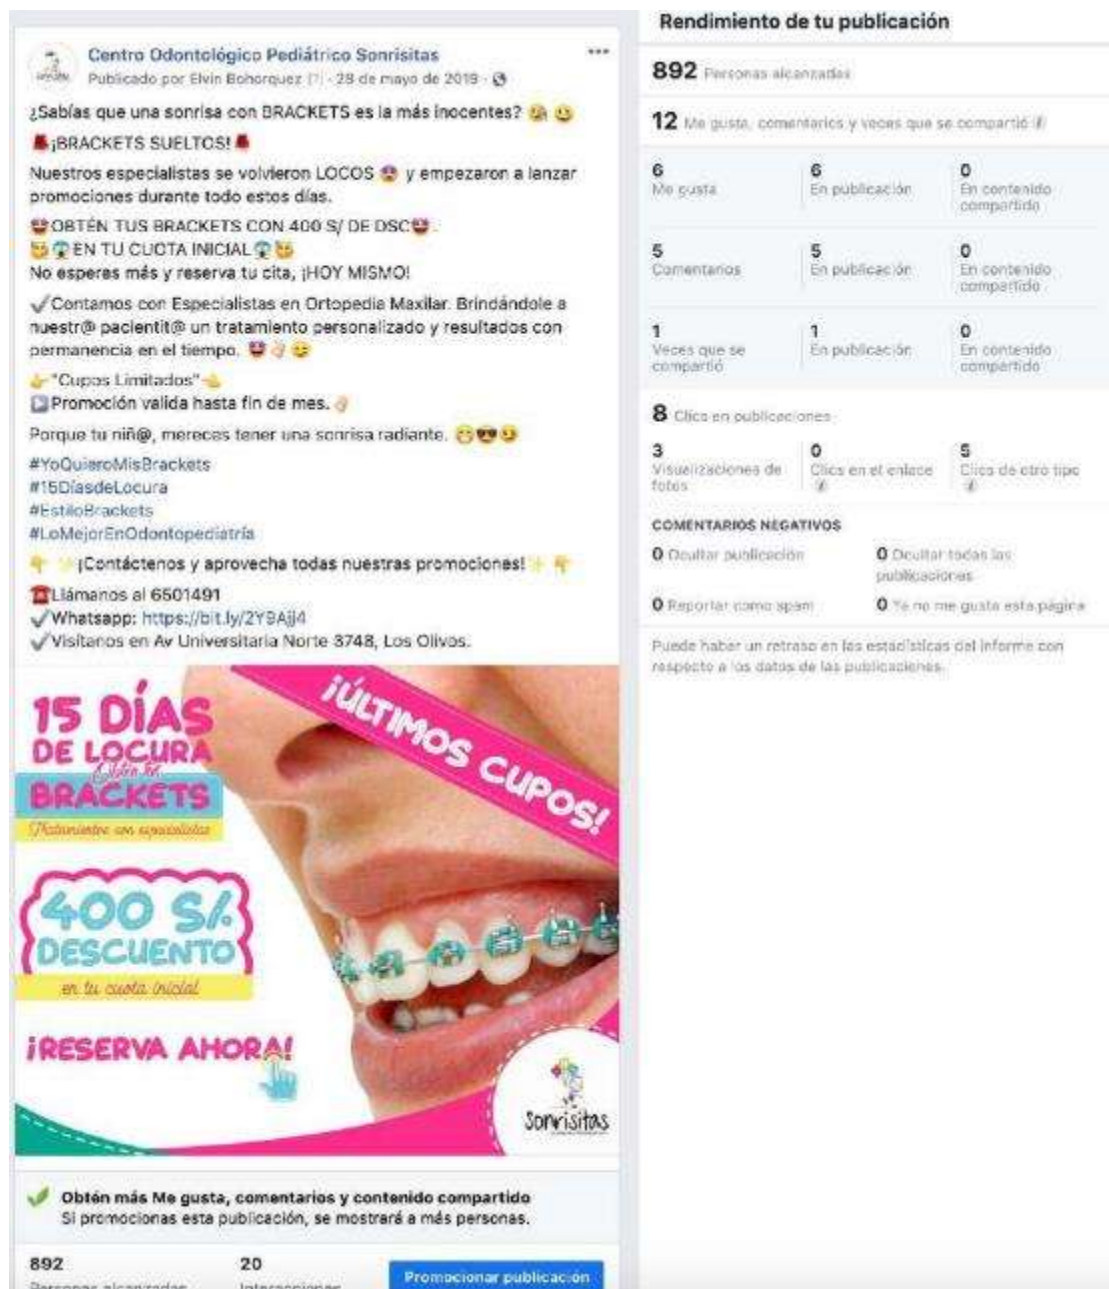 Centro Odontológico Pediátrico Sonrisitas
Publicado por Elvin Bohorquez [?] · 28 de mayo de 2019 ·
¿Sabías que una sonrisa con BRACKETS es la más inocentes?
¡BRACKETS SUELTOS!
Nuestros especialistas se volvieron LOCOS y empezaron a lanzar
promociones durante todo estos días.
OBTÉN TUS BRACKETS CON 400 S/ DE DSC .
EN TU CUOTA INICIAL
No esperes más y reserva tu cita, ¡HOY MISMO!
Contamos con Especialistas en Ortopedia Maxilar. Brindándole a
nuestr@ pacientit@ un tratamiento personalizado y resultados con
permanencia en el tiempo.
"Cupos Limitados"
Promoción valida hasta fin de mes.
Porque tu niñ@, mereces tener una sonrisa radiante.
#YoQuieroMisBrackets
#15DíasdeLocura
#EstiloBrackets
#LoMejorEnOdontopediatría
¡Contáctenos y aprovecha todas nuestras promociones!
Llámanos al 6501491
Whatsapp: https://bit.ly/2Y9Ajj4
Visítanos en Av Universitaria Norte 3748, Los Olivos.
15 DÍAS
DE LOCURA
Obtén tus
BRACKETS
Tratamientos con especialistas
¡ÚLTIMOS CUPOS!
400 S/.
DESCUENTO
en tu cuota inicial
¡RESERVA AHORA!
Sonrisitas
Obtén más Me gusta, comentarios y contenido compartido
Si promocionas esta publicación, se mostrará a más personas.
892
Personas alcanzadas
20
Interacciones
Promocionar publicación
Rendimiento de tu publicación
892 Personas alcanzadas
12 Me gusta, comentarios y veces que se compartió
6 6 0
Me gusta En publicación En contenido
compartido
5 5 0
Comentarios En publicación En contenido
compartido
1 1 0
Veces que se En publicación En contenido
compartió compartido
8 Clics en publicaciones
3 0 5
Visualizaciones de Clics en el enlace Clics de otro tipo
fotos
COMENTARIOS NEGATIVOS
0 Ocultar publicación 0 Ocultar todas las
publicaciones
0 Reportar como spam 0 Ya no me gusta esta página
Puede haber un retraso en las estadísticas del informe con
respecto a los datos de las publicaciones.